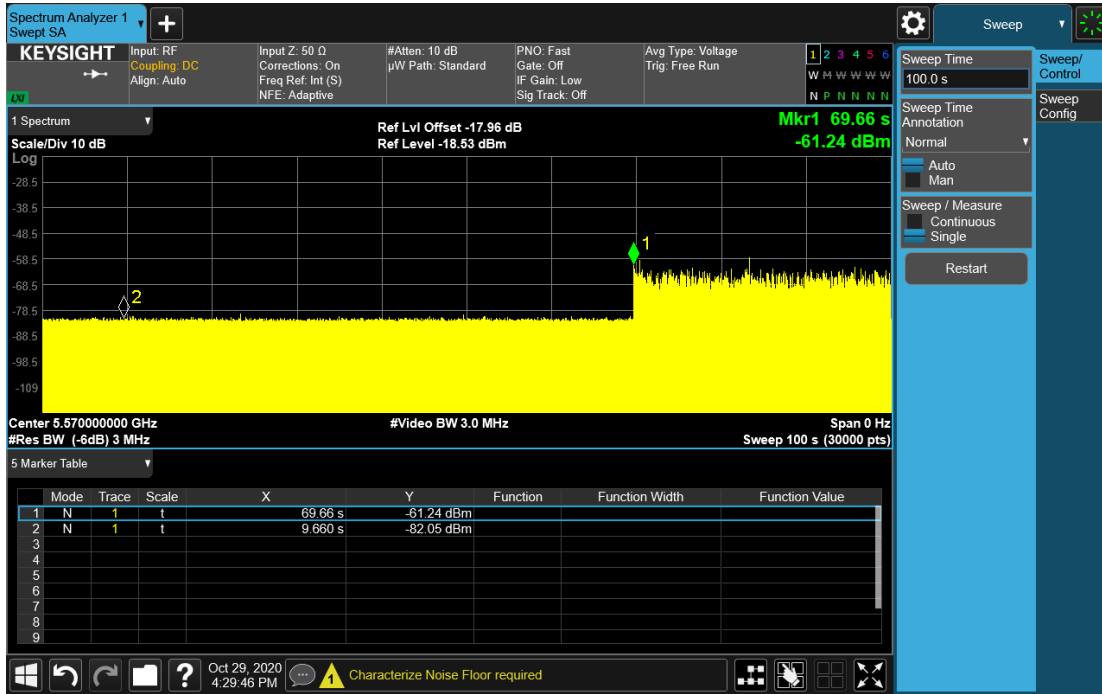 Spectrum Analyzer 1
Swept SA
Sweep
KEYSIGHT
LXI
Input: RF
Coupling: DC
Align: Auto
Input Z: 50 Ω
Corrections: On
Freq Ref: Int (S)
NFE: Adaptive
#Atten: 10 dB
µW Path: Standard
PNO: Fast
Gate: Off
IF Gain: Low
Sig Track: Off
Avg Type: Voltage
Trig: Free Run
1 2 3 4 5 6
W M W W W W
N P N N N N
Sweep Time
100.0 s
Sweep Time
Annotation
Normal
Auto
Man
Sweep / Measure
Continuous
Single
Restart
Sweep/
Control
Sweep
Config
1 Spectrum
Scale/Div 10 dB
Ref Lvl Offset -17.96 dB
Ref Level -18.53 dBm
Mkr1 69.66 s
-61.24 dBm
Log
-28.5
-38.5
-48.5
-58.5
-68.5
-78.5
-88.5
-98.5
-109
1
2
Center 5.570000000 GHz
#Res BW (-6dB) 3 MHz
#Video BW 3.0 MHz
Span 0 Hz
Sweep 100 s (30000 pts)
5 Marker Table
Mode Trace Scale X Y Function Function Width Function Value
1 N 1 t 69.66 s -61.24 dBm
2 N 1 t 9.660 s -82.05 dBm
3
4
5
6
7
8
9
?
Oct 29, 2020
4:29:46 PM
1
Characterize Noise Floor required